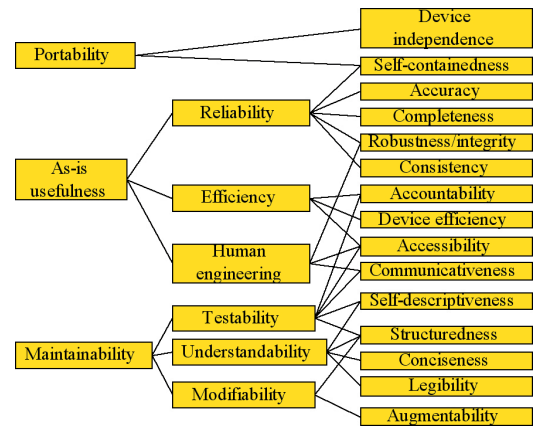 Portability
As-is
usefulness
Maintainability
Reliability
Efficiency
Human
engineering
Testability
Understandability
Modifiability
Device
independence
Self-containedness
Accuracy
Completeness
Robustness/integrity
Consistency
Accountability
Device efficiency
Accessibility
Communicativeness
Self-descriptiveness
Structuredness
Conciseness
Legibility
Augmentability